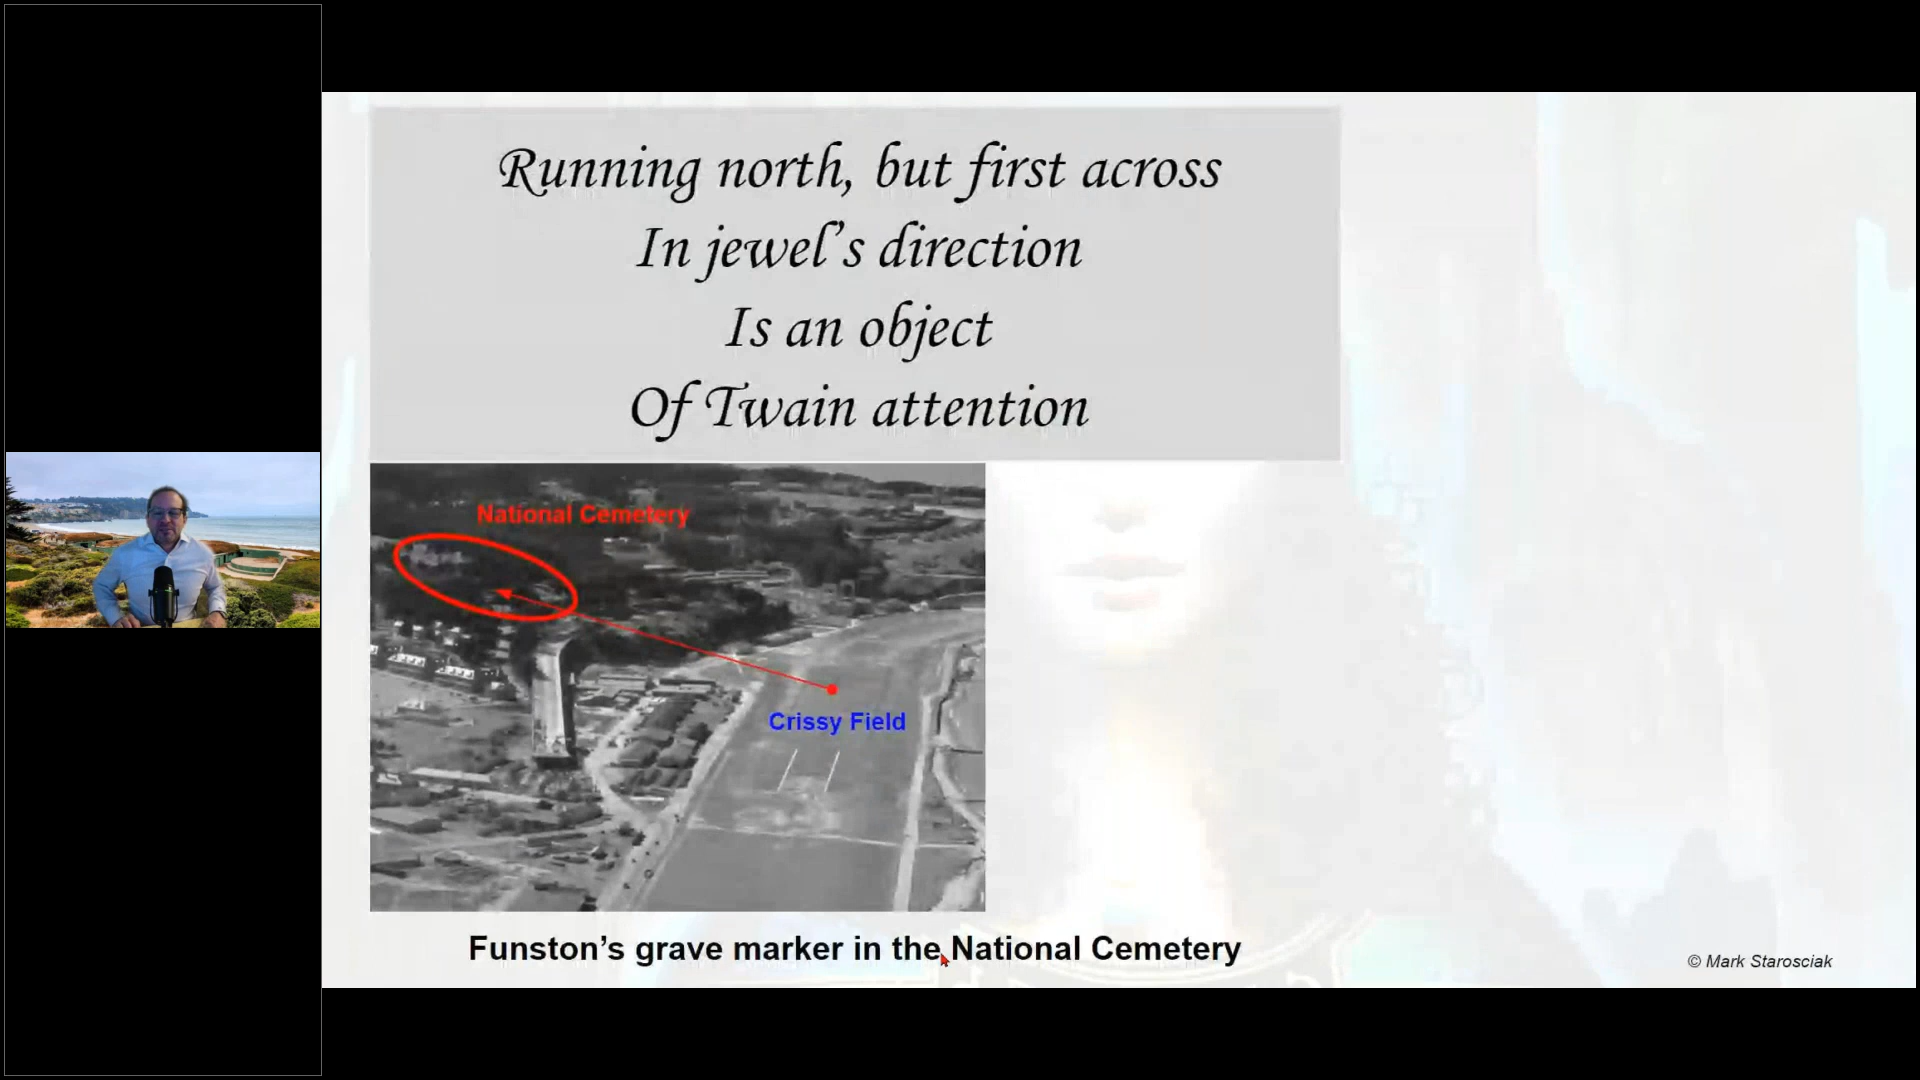 Running north, but first across
In jewel's direction
Is an object
Of Twain attention
National Cemetery
Crissy Field
Funston's grave marker in the National Cemetery
© Mark Starosciak